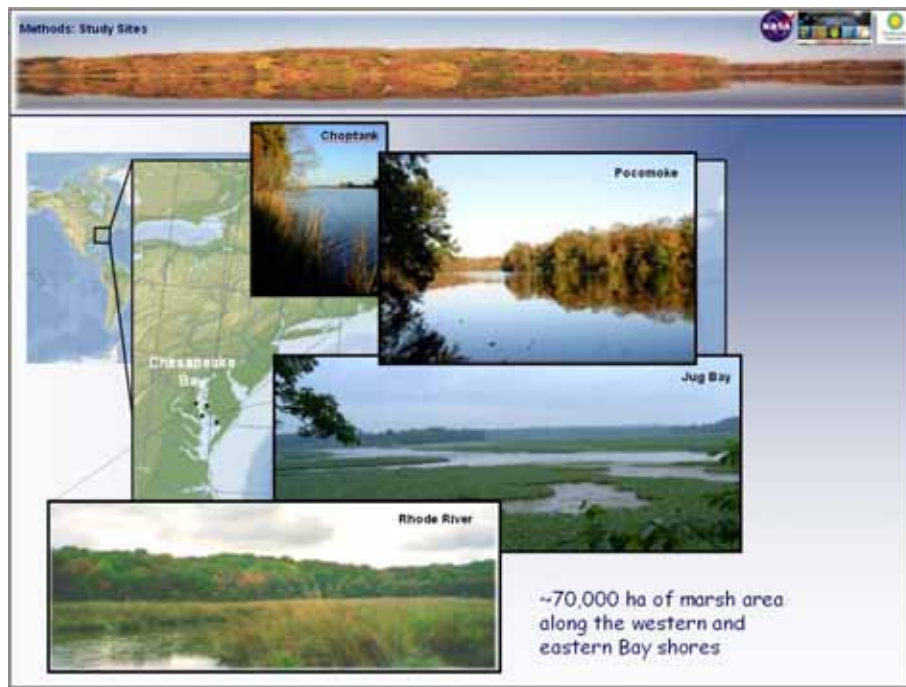 Methods: Study Sites
NASA
Choptank
Pocomoke
Chesapeake
Bay
Jug Bay
Rhode River
~70,000 ha of marsh area
along the western and
eastern Bay shores